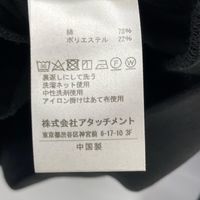 綿 78%
ポリエステル 22%
裏返しにして洗う
洗濯ネット使用
中性洗剤使用
アイロン掛けはあて布使用
株式会社アタッチメント
東京都渋谷区神宮前 6-17-10 3F
中国製